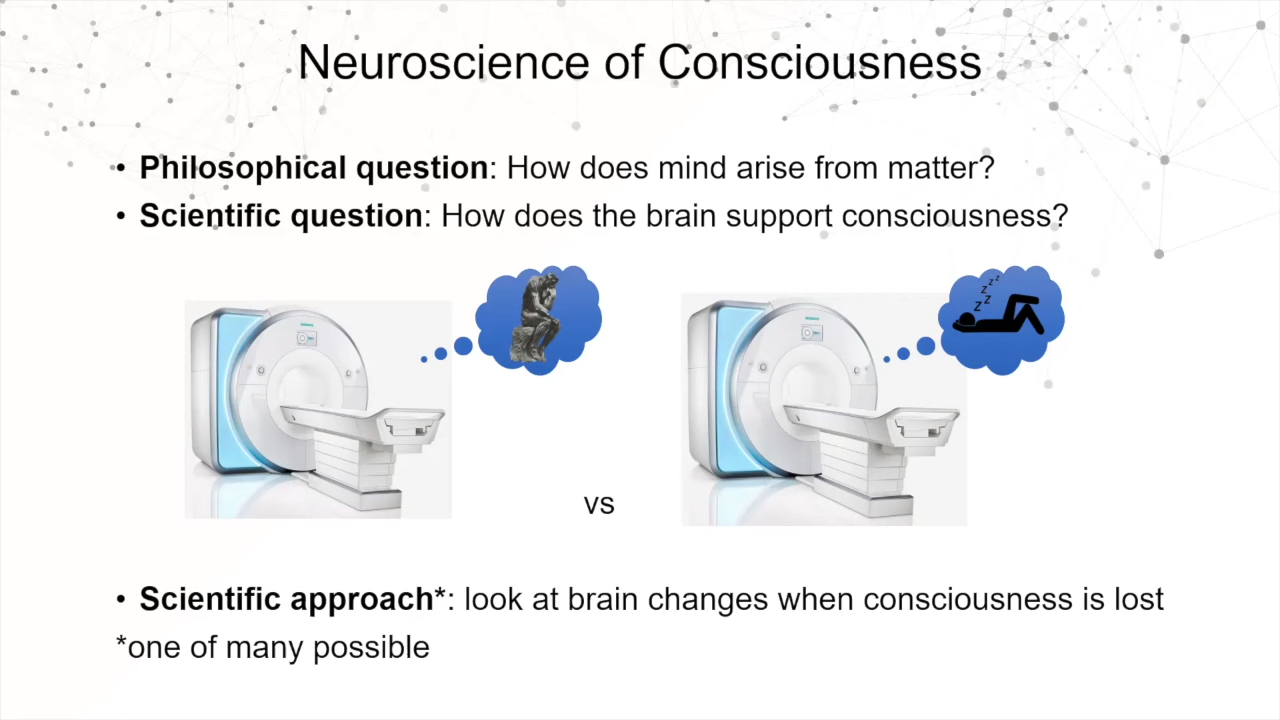 Neuroscience of Consciousness
• Philosophical question: How does mind arise from matter?
• Scientific question: How does the brain support consciousness?
z z z z z
vs
• Scientific approach*: look at brain changes when consciousness is lost
*one of many possible